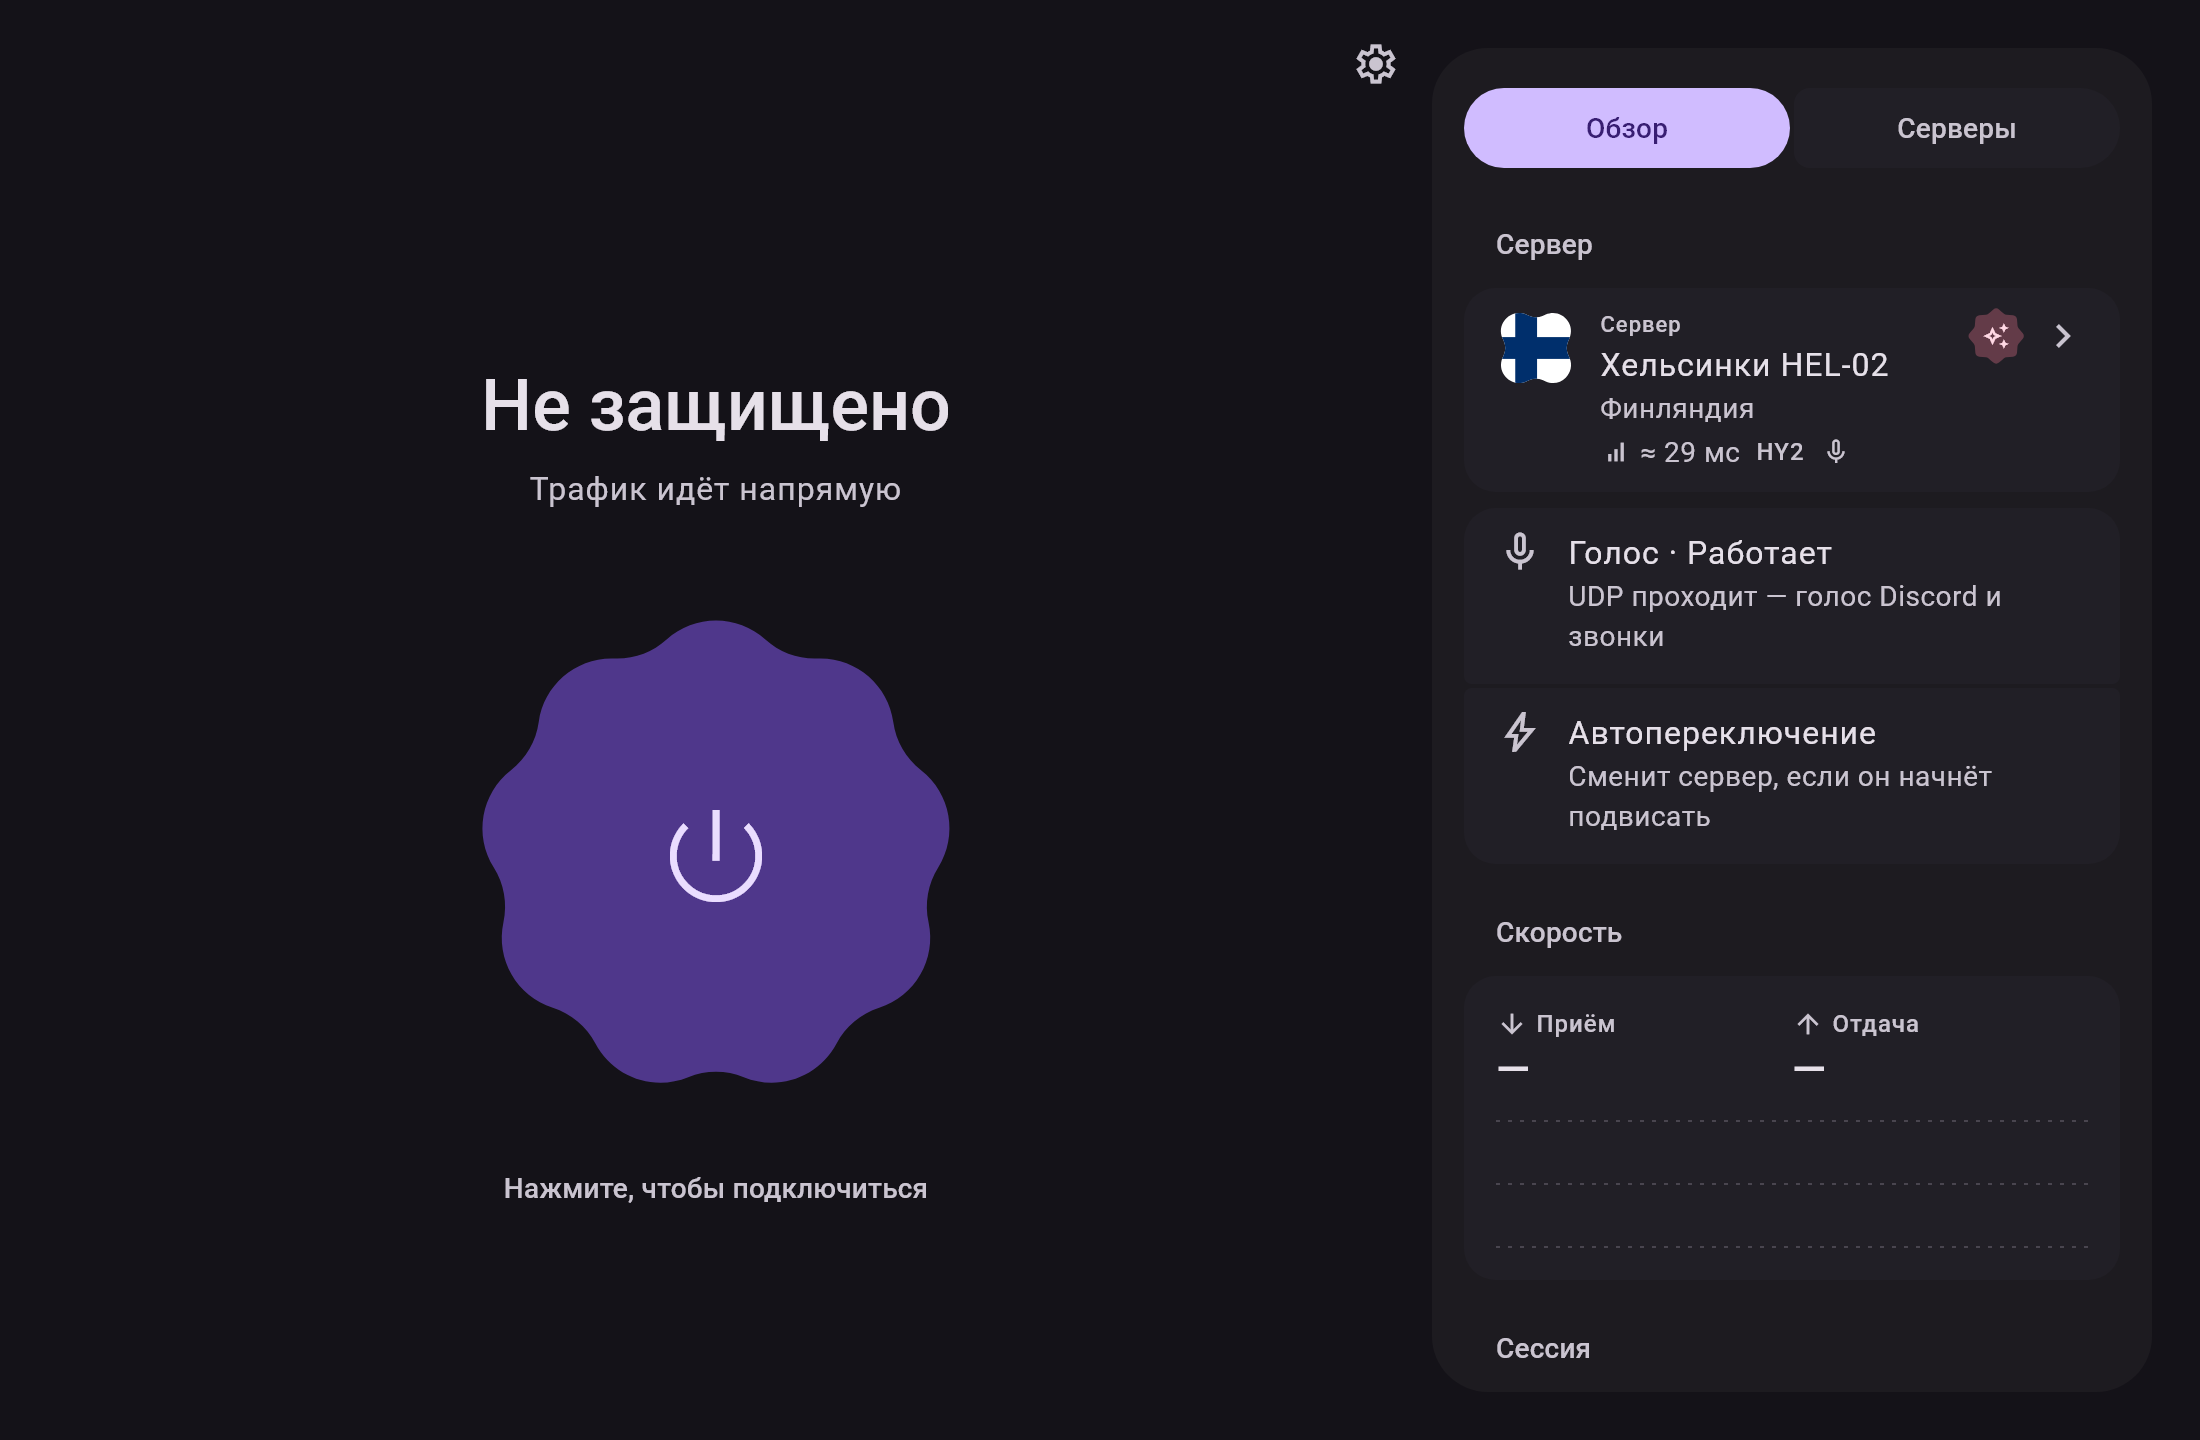 Не защищено
Трафик идёт напрямую
Нажмите, чтобы подключиться
Обзор
Серверы
Сервер
Сервер
Хельсинки HEL-02
Финляндия
≈ 29 мс HY2
Голос · Работает
UDP проходит — голос Discord и
звонки
Автопереключение
Сменит сервер, если он начнёт
подвисать
Скорость
Приём
Отдача
—
—
Сессия